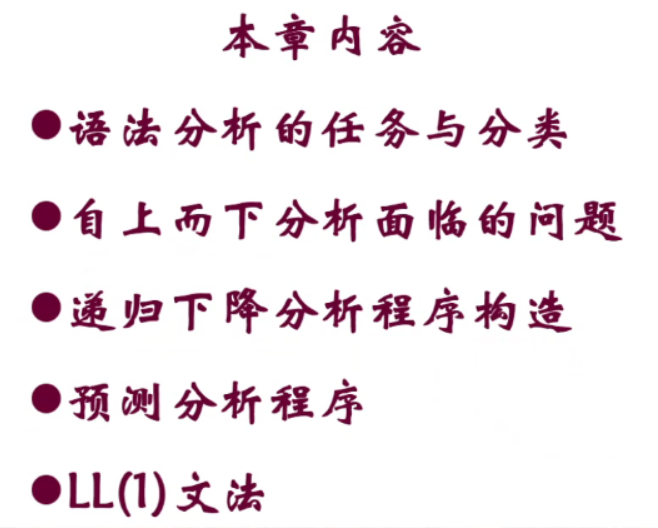 本章内容
●语法分析的任务与分类
●自上而下分析面临的问题
●递归下降分析程序构造
●预测分析程序
●LL(1)文法